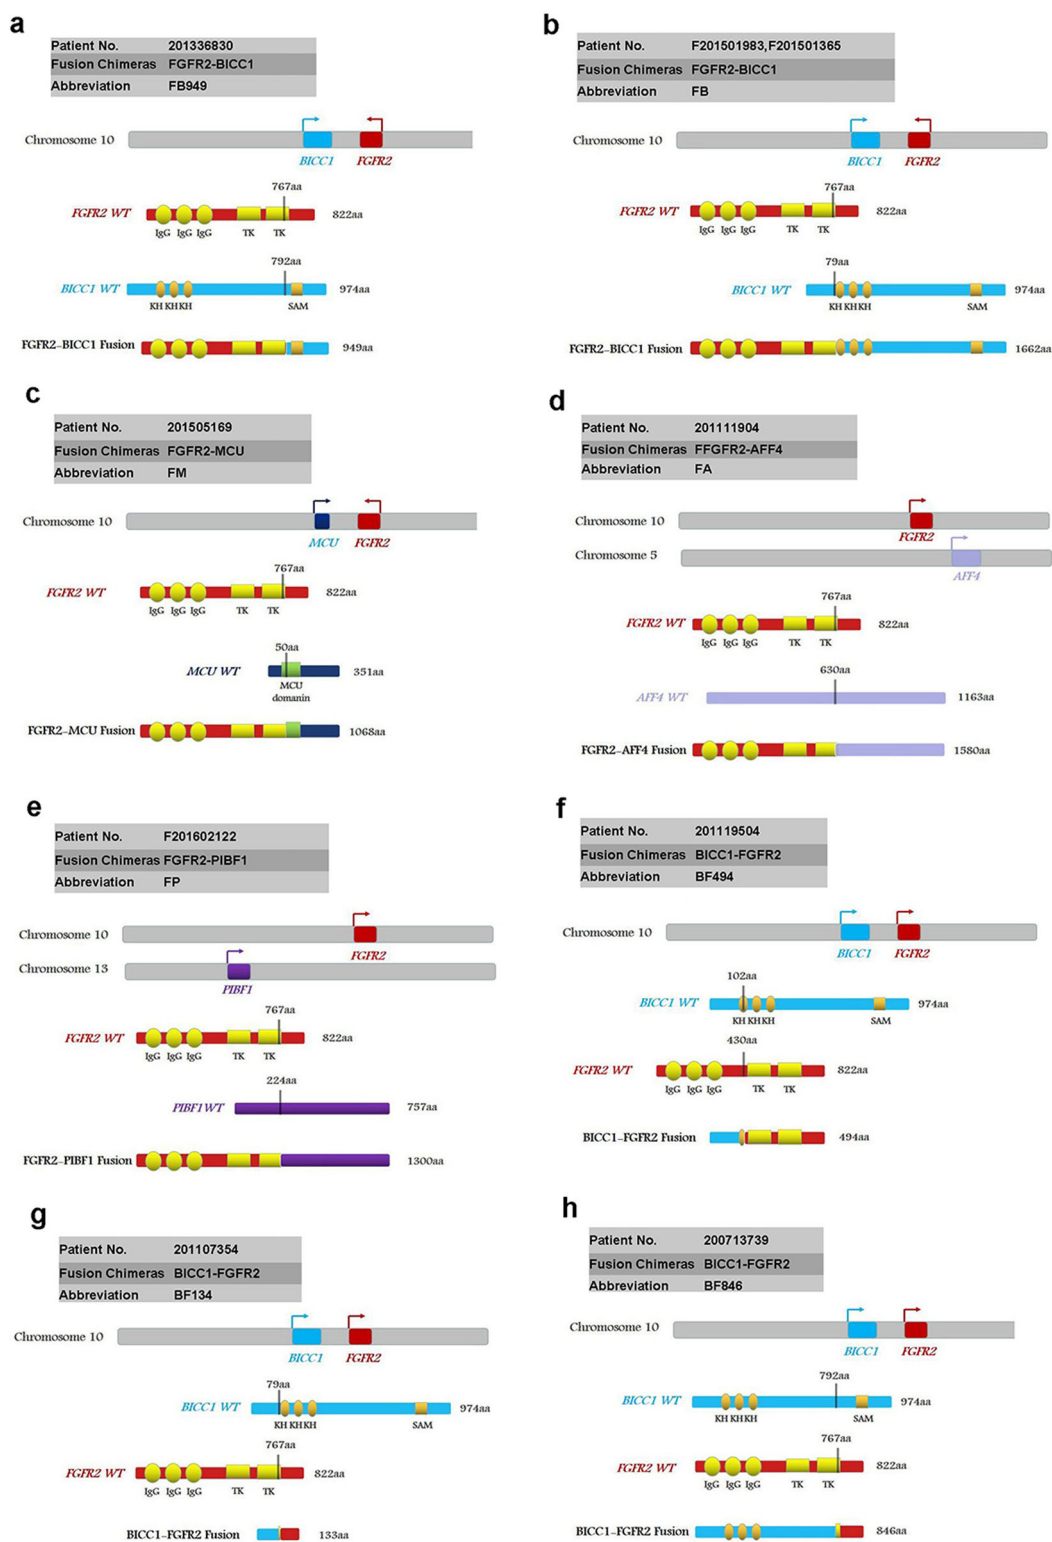 a
Patient No. 201336830
Fusion Chimeras FGFR2-BICC1
Abbreviation FB949
Chromosome 10
BICC1 FGFR2
767aa
FGFR2 WT 822aa
IgG IgG IgG TK TK
792aa
BICC1 WT 974aa
KH KH KH SAM
FGFR2-BICC1 Fusion 949aa
b
Patient No. F201501983,F201501365
Fusion Chimeras FGFR2-BICC1
Abbreviation FB
Chromosome 10
BICC1 FGFR2
767aa
FGFR2 WT 822aa
IgG IgG IgG TK TK
79aa
BICC1 WT 974aa
KH KH KH SAM
FGFR2-BICC1 Fusion 1662aa
c
Patient No. 201505169
Fusion Chimeras FGFR2-MCU
Abbreviation FM
Chromosome 10
MCU FGFR2
767aa
FGFR2 WT 822aa
IgG IgG IgG TK TK
50aa
MCU WT 351aa
MCU
domanin
FGFR2-MCU Fusion 1068aa
d
Patient No. 201111904
Fusion Chimeras FFGFR2-AFF4
Abbreviation FA
Chromosome 10
FGFR2
Chromosome 5
AFF4
767aa
FGFR2 WT 822aa
IgG IgG IgG TK TK
630aa
AFF4 WT 1163aa
FGFR2-AFF4 Fusion 1580aa
e
Patient No. F201602122
Fusion Chimeras FGFR2-PIBF1
Abbreviation FP
Chromosome 10
FGFR2
Chromosome 13
PIBF1
767aa
FGFR2 WT 822aa
IgG IgG IgG TK TK
224aa
PIBF1WT 757aa
FGFR2-PIBF1 Fusion 1300aa
f
Patient No. 201119504
Fusion Chimeras BICC1-FGFR2
Abbreviation BF494
Chromosome 10
BICC1 FGFR2
102aa
BICC1 WT 974aa
KH KH KH SAM
430aa
FGFR2 WT 822aa
IgG IgG IgG TK TK
BICC1-FGFR2 Fusion 494aa
g
Patient No. 201107354
Fusion Chimeras BICC1-FGFR2
Abbreviation BF134
Chromosome 10
BICC1 FGFR2
79aa
BICC1 WT 974aa
KH KH KH SAM
767aa
FGFR2 WT 822aa
IgG IgG IgG TK TK
BICC1-FGFR2 Fusion 133aa
h
Patient No. 200713739
Fusion Chimeras BICC1-FGFR2
Abbreviation BF846
Chromosome 10
BICC1 FGFR2
792aa
BICC1 WT 974aa
KH KH KH SAM
767aa
FGFR2 WT 822aa
IgG IgG IgG TK TK
BICC1-FGFR2 Fusion 846aa